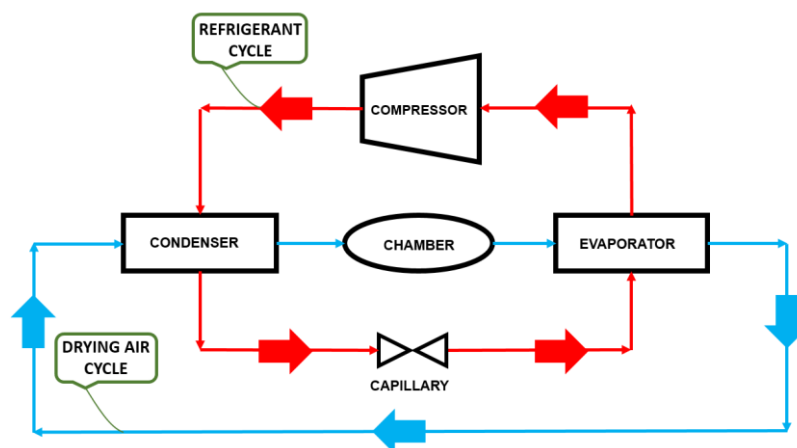 REFRIGERANT
CYCLE
COMPRESSOR
CONDENSER
CHAMBER
EVAPORATOR
DRYING AIR
CYCLE
CAPILLARY